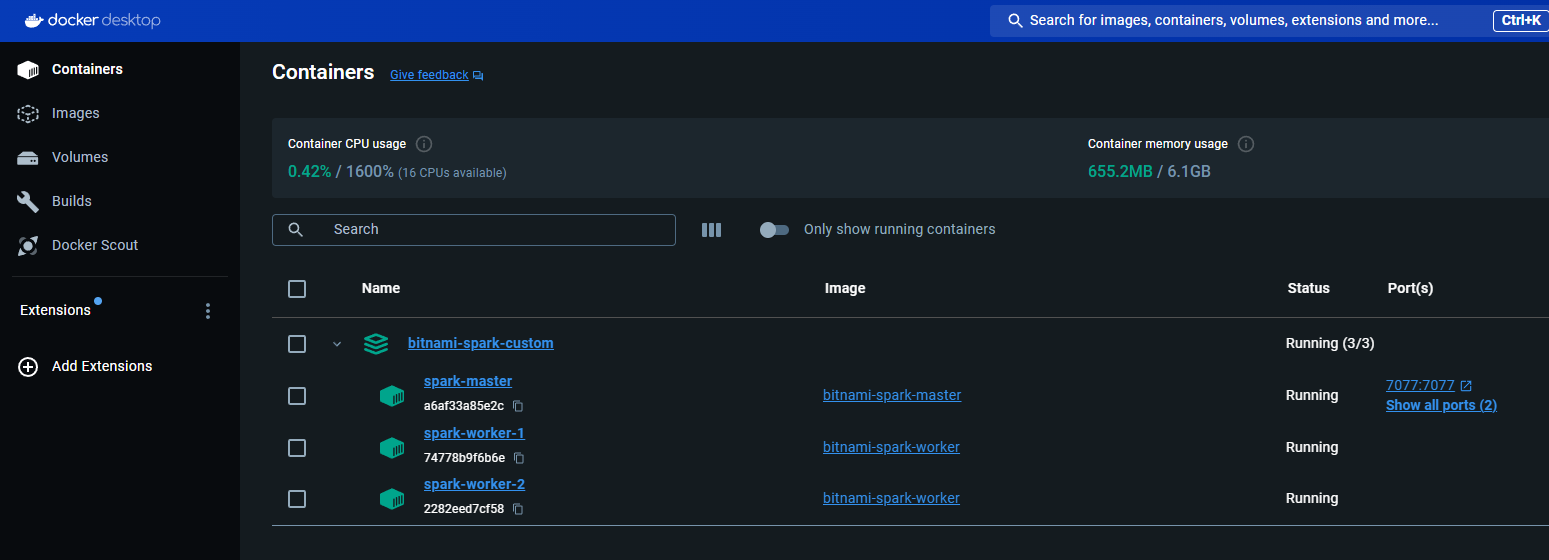 docker desktop
Search for images, containers, volumes, extensions and more... Ctrl+K
Containers
Images
Volumes
Builds
Docker Scout
Extensions
Add Extensions
Containers Give feedback
Container CPU usage
0.42% / 1600% (16 CPUs available)
Container memory usage
655.2MB / 6.1GB
Search
Only show running containers
Name Image Status Port(s)
bitnami-spark-custom Running (3/3)
spark-master bitnami-spark-master Running 7077:7077
a6af33a85e2c Show all ports (2)
spark-worker-1 bitnami-spark-worker Running
74778b9f6b6e
spark-worker-2 bitnami-spark-worker Running
2282eed7cf58